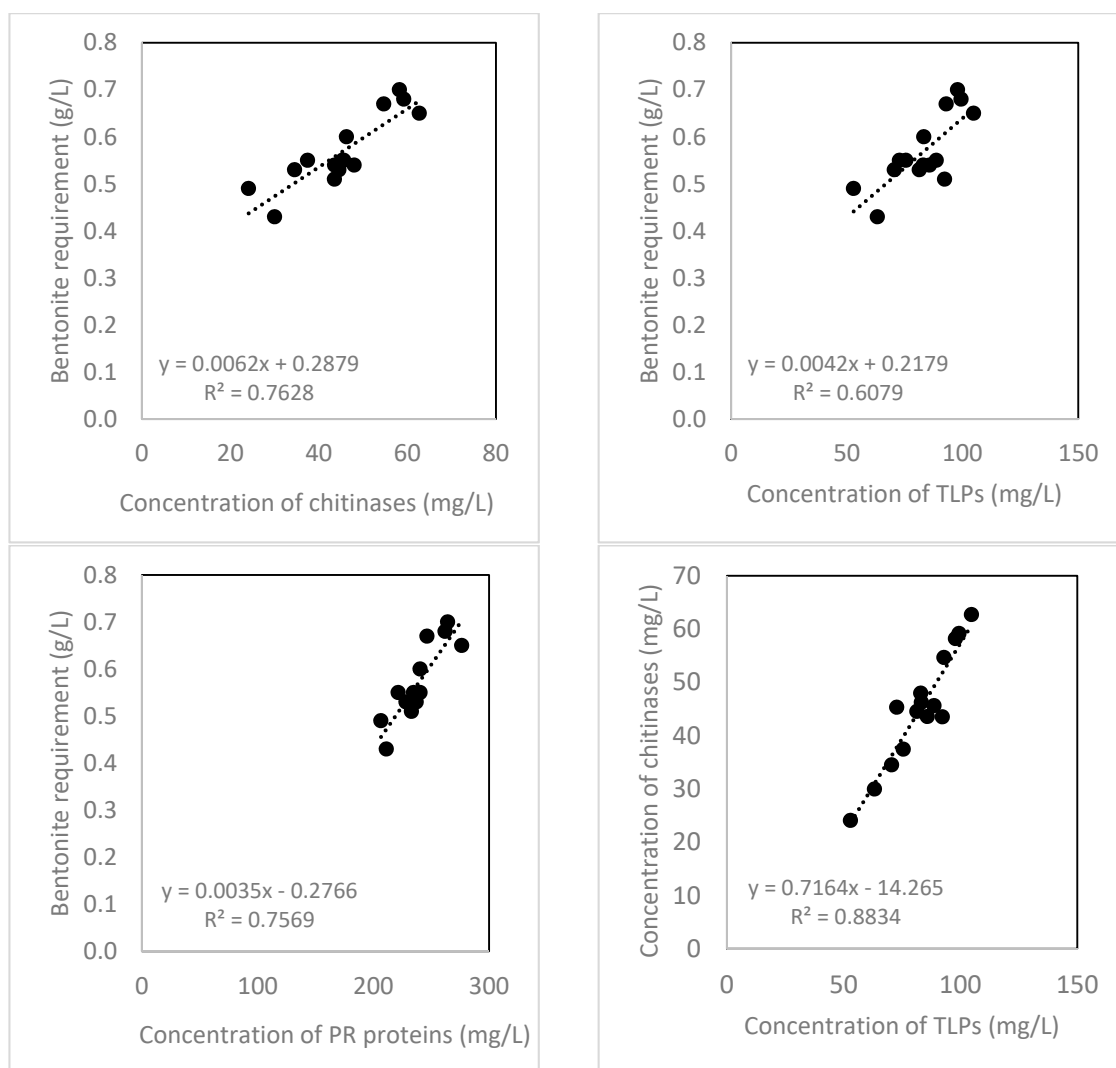 Bentonite requirement (g/L)
0.8
0.7
0.6
0.5
0.4
0.3
0.2
0.1
0.0
y = 0.0062x + 0.2879
R² = 0.7628
0 20 40 60 80
Concentration of chitinases (mg/L)
Bentonite requirement (g/L)
0.8
0.7
0.6
0.5
0.4
0.3
0.2
0.1
0.0
y = 0.0042x + 0.2179
R² = 0.6079
0 50 100 150
Concentration of TLPs (mg/L)
Bentonite requirement (g/L)
0.8
0.7
0.6
0.5
0.4
0.3
0.2
0.1
0.0
y = 0.0035x - 0.2766
R² = 0.7569
0 100 200 300
Concentration of PR proteins (mg/L)
Concentration of chitinases (mg/L)
70
60
50
40
30
20
10
0
y = 0.7164x - 14.265
R² = 0.8834
0 50 100 150
Concentration of TLPs (mg/L)